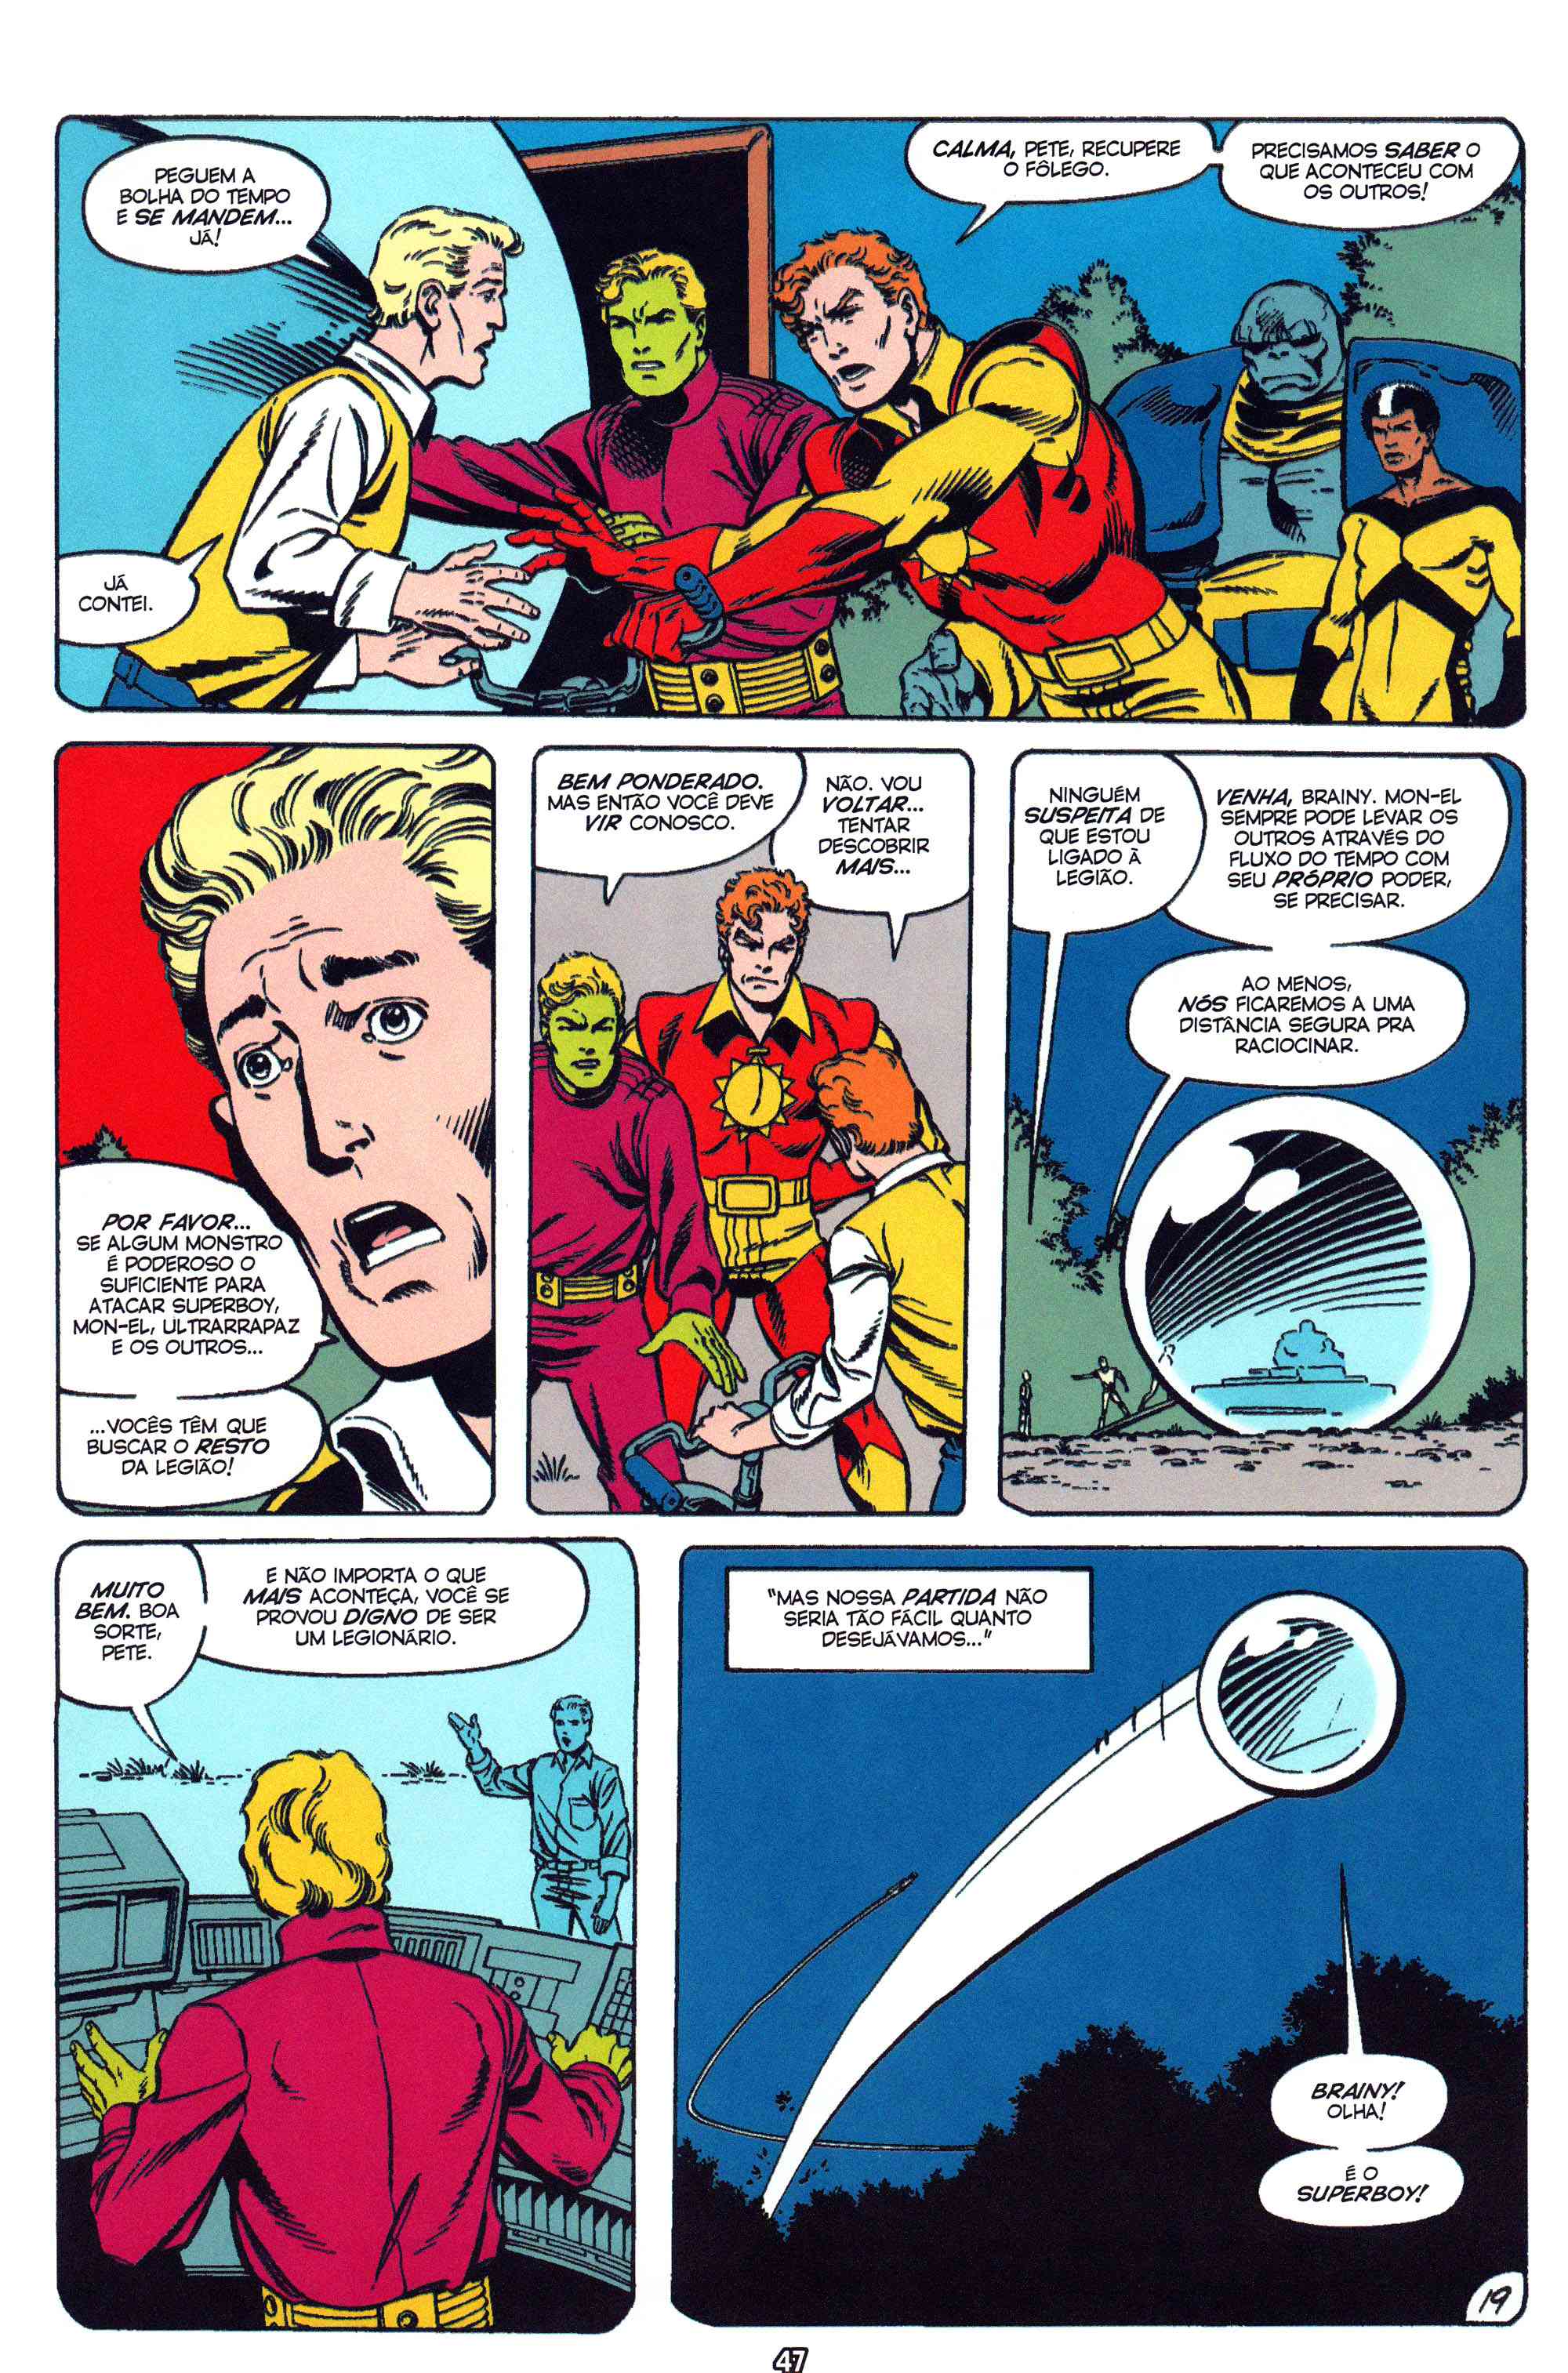 PEGUEM A
BOLHA DO TEMPO
E SE MANDEM...
JÁ!
CALMA, PETE, RECUPERE
O FÔLEGO.
PRECISAMOS SABER O
QUE ACONTECEU COM
OS OUTROS!
JÁ
CONTEI.
POR FAVOR...
SE ALGUM MONSTRO
É PODEROSO O
SUFICIENTE PARA
ATACAR SUPERBOY,
MON-EL, ULTRARRAPAZ
E OS OUTROS...
...VOCÊS TÊM QUE
BUSCAR O RESTO
DA LEGIÃO!
BEM PONDERADO.
MAS ENTÃO VOCÊ DEVE
VIR CONOSCO.
NÃO. VOU
VOLTAR...
TENTAR
DESCOBRIR
MAIS...
NINGUÉM
SUSPEITA DE
QUE ESTOU
LIGADO À
LEGIÃO.
VENHA, BRAINY. MON-EL
SEMPRE PODE LEVAR OS
OUTROS ATRAVÉS DO
FLUXO DO TEMPO COM
SEU PRÓPRIO PODER,
SE PRECISAR.
AO MENOS,
NÓS FICAREMOS A UMA
DISTÂNCIA SEGURA PRA
RACIOCINAR.
MUITO
BEM. BOA
SORTE,
PETE.
E NÃO IMPORTA O QUE
MAIS ACONTEÇA, VOCÊ SE
PROVOU DIGNO DE SER
UM LEGIONÁRIO.
"MAS NOSSA PARTIDA NÃO
SERIA TÃO FÁCIL QUANTO
DESEJÁVAMOS..."
BRAINY!
OLHA!
É O
SUPERBOY!
19
47